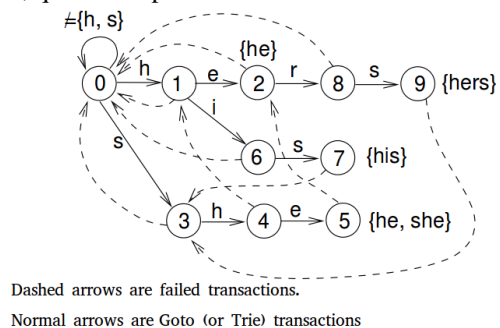 ≠{h, s}
{he}
0 h 1 e 2 r 8 s 9 {hers}
i
s
6 s 7 {his}
3 h 4 e 5 {he, she}
Dashed arrows are failed transactions.
Normal arrows are Goto (or Trie) transactions